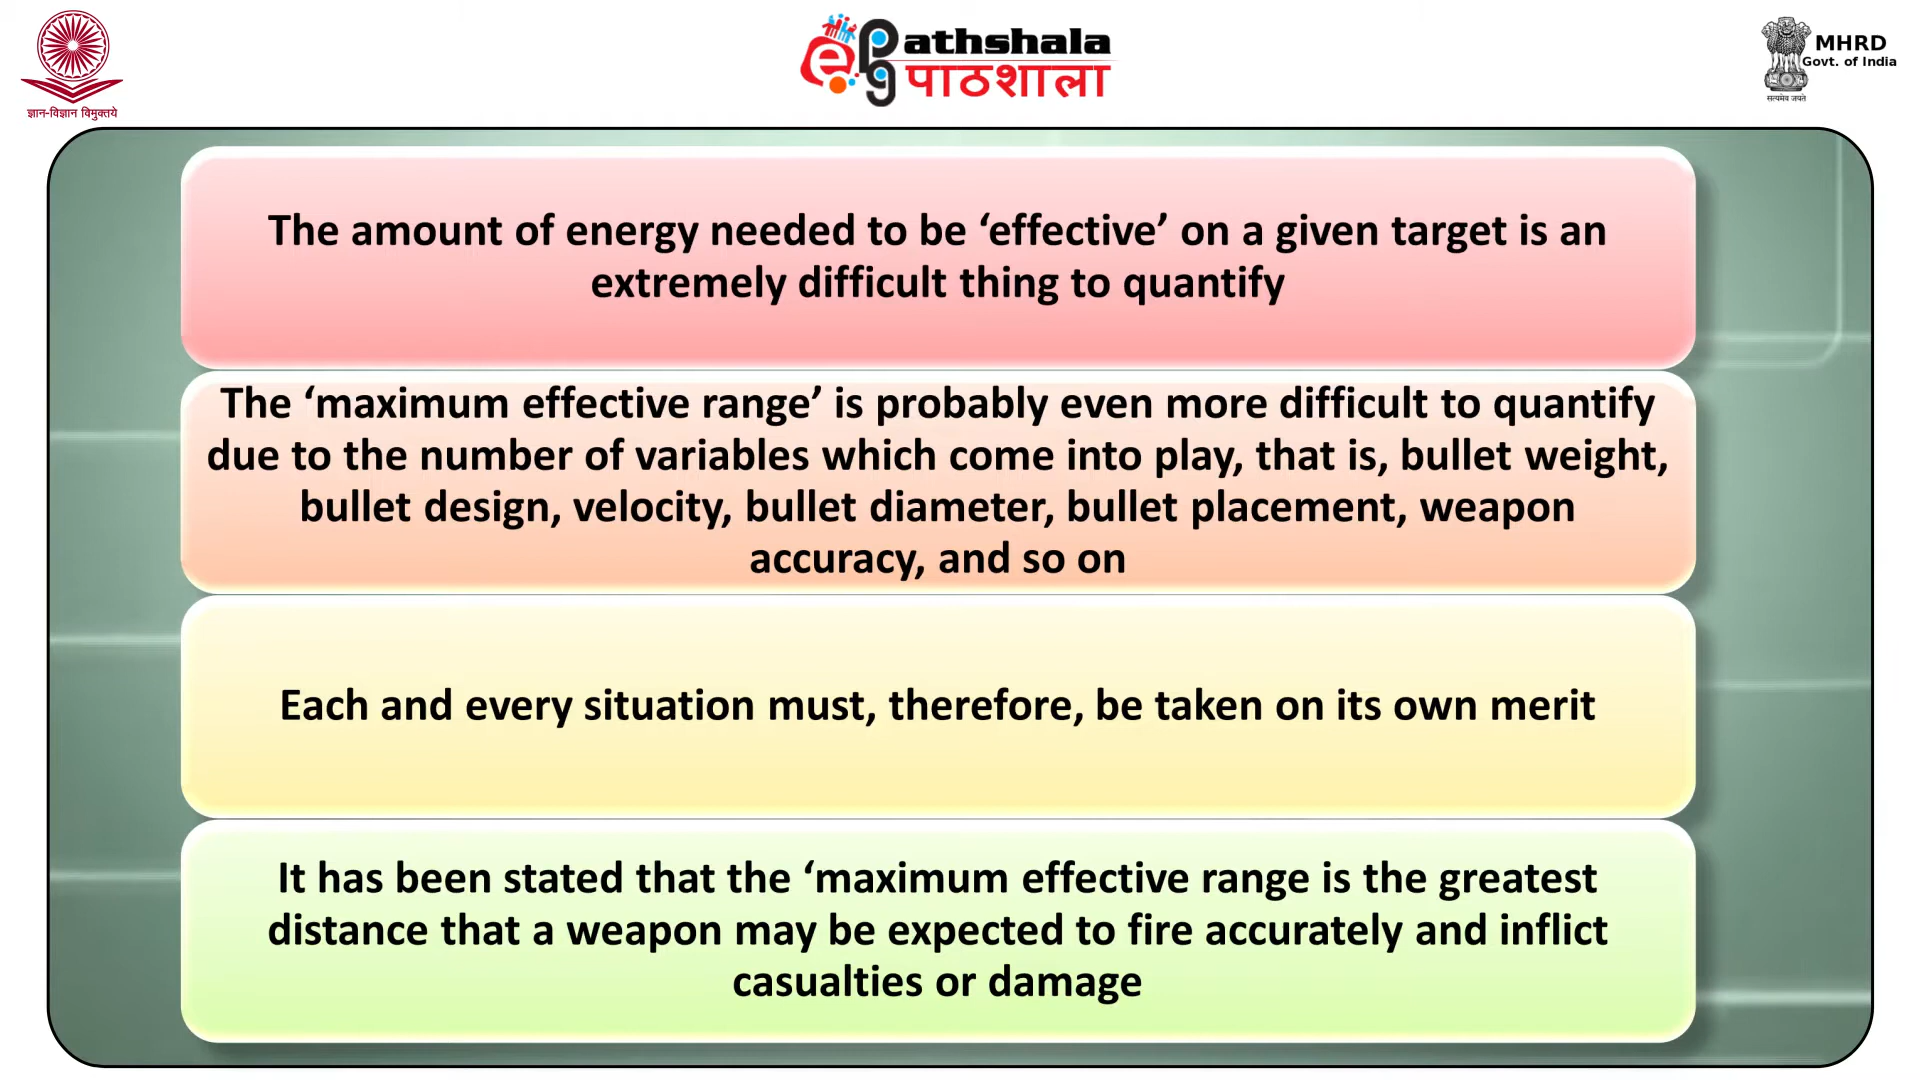 ज्ञान-विज्ञान विमुक्तये
ePg
athshala
पाठशाला
MHRD
Govt. of India
सत्यमेव जयते
The amount of energy needed to be ‘effective’ on a given target is an
extremely difficult thing to quantify
The ‘maximum effective range’ is probably even more difficult to quantify
due to the number of variables which come into play, that is, bullet weight,
bullet design, velocity, bullet diameter, bullet placement, weapon
accuracy, and so on
Each and every situation must, therefore, be taken on its own merit
It has been stated that the ‘maximum effective range is the greatest
distance that a weapon may be expected to fire accurately and inflict
casualties or damage